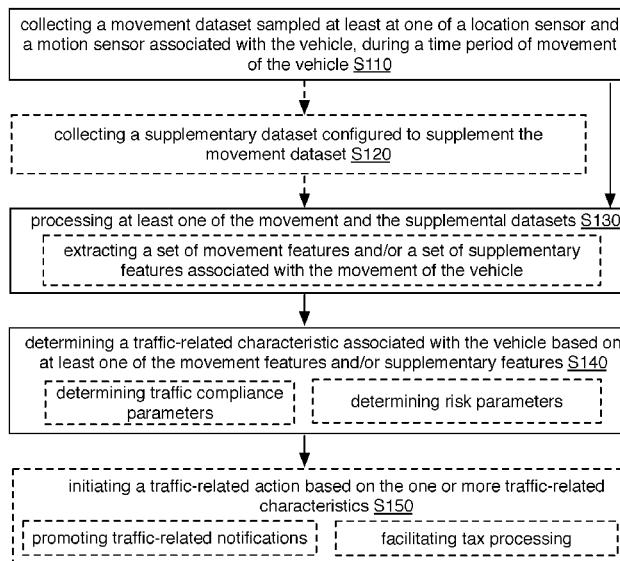 collecting a movement dataset sampled at least at one of a location sensor and
a motion sensor associated with the vehicle, during a time period of movement
of the vehicle S110
collecting a supplementary dataset configured to supplement the
movement dataset S120
processing at least one of the movement and the supplemental datasets S130
extracting a set of movement features and/or a set of supplementary
features associated with the movement of the vehicle
determining a traffic-related characteristic associated with the vehicle based on
at least one of the movement features and/or supplementary features S140
determining traffic compliance
parameters
determining risk parameters
initiating a traffic-related action based on the one or more traffic-related
characteristics S150
promoting traffic-related notifications
facilitating tax processing